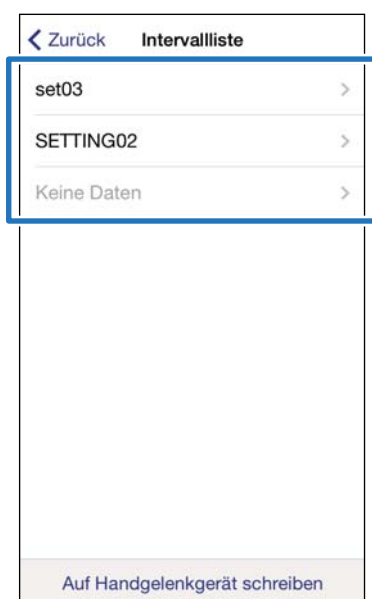 Zurück Intervallliste
set03
SETTING02
Keine Daten
Auf Handgelenkgerät schreiben